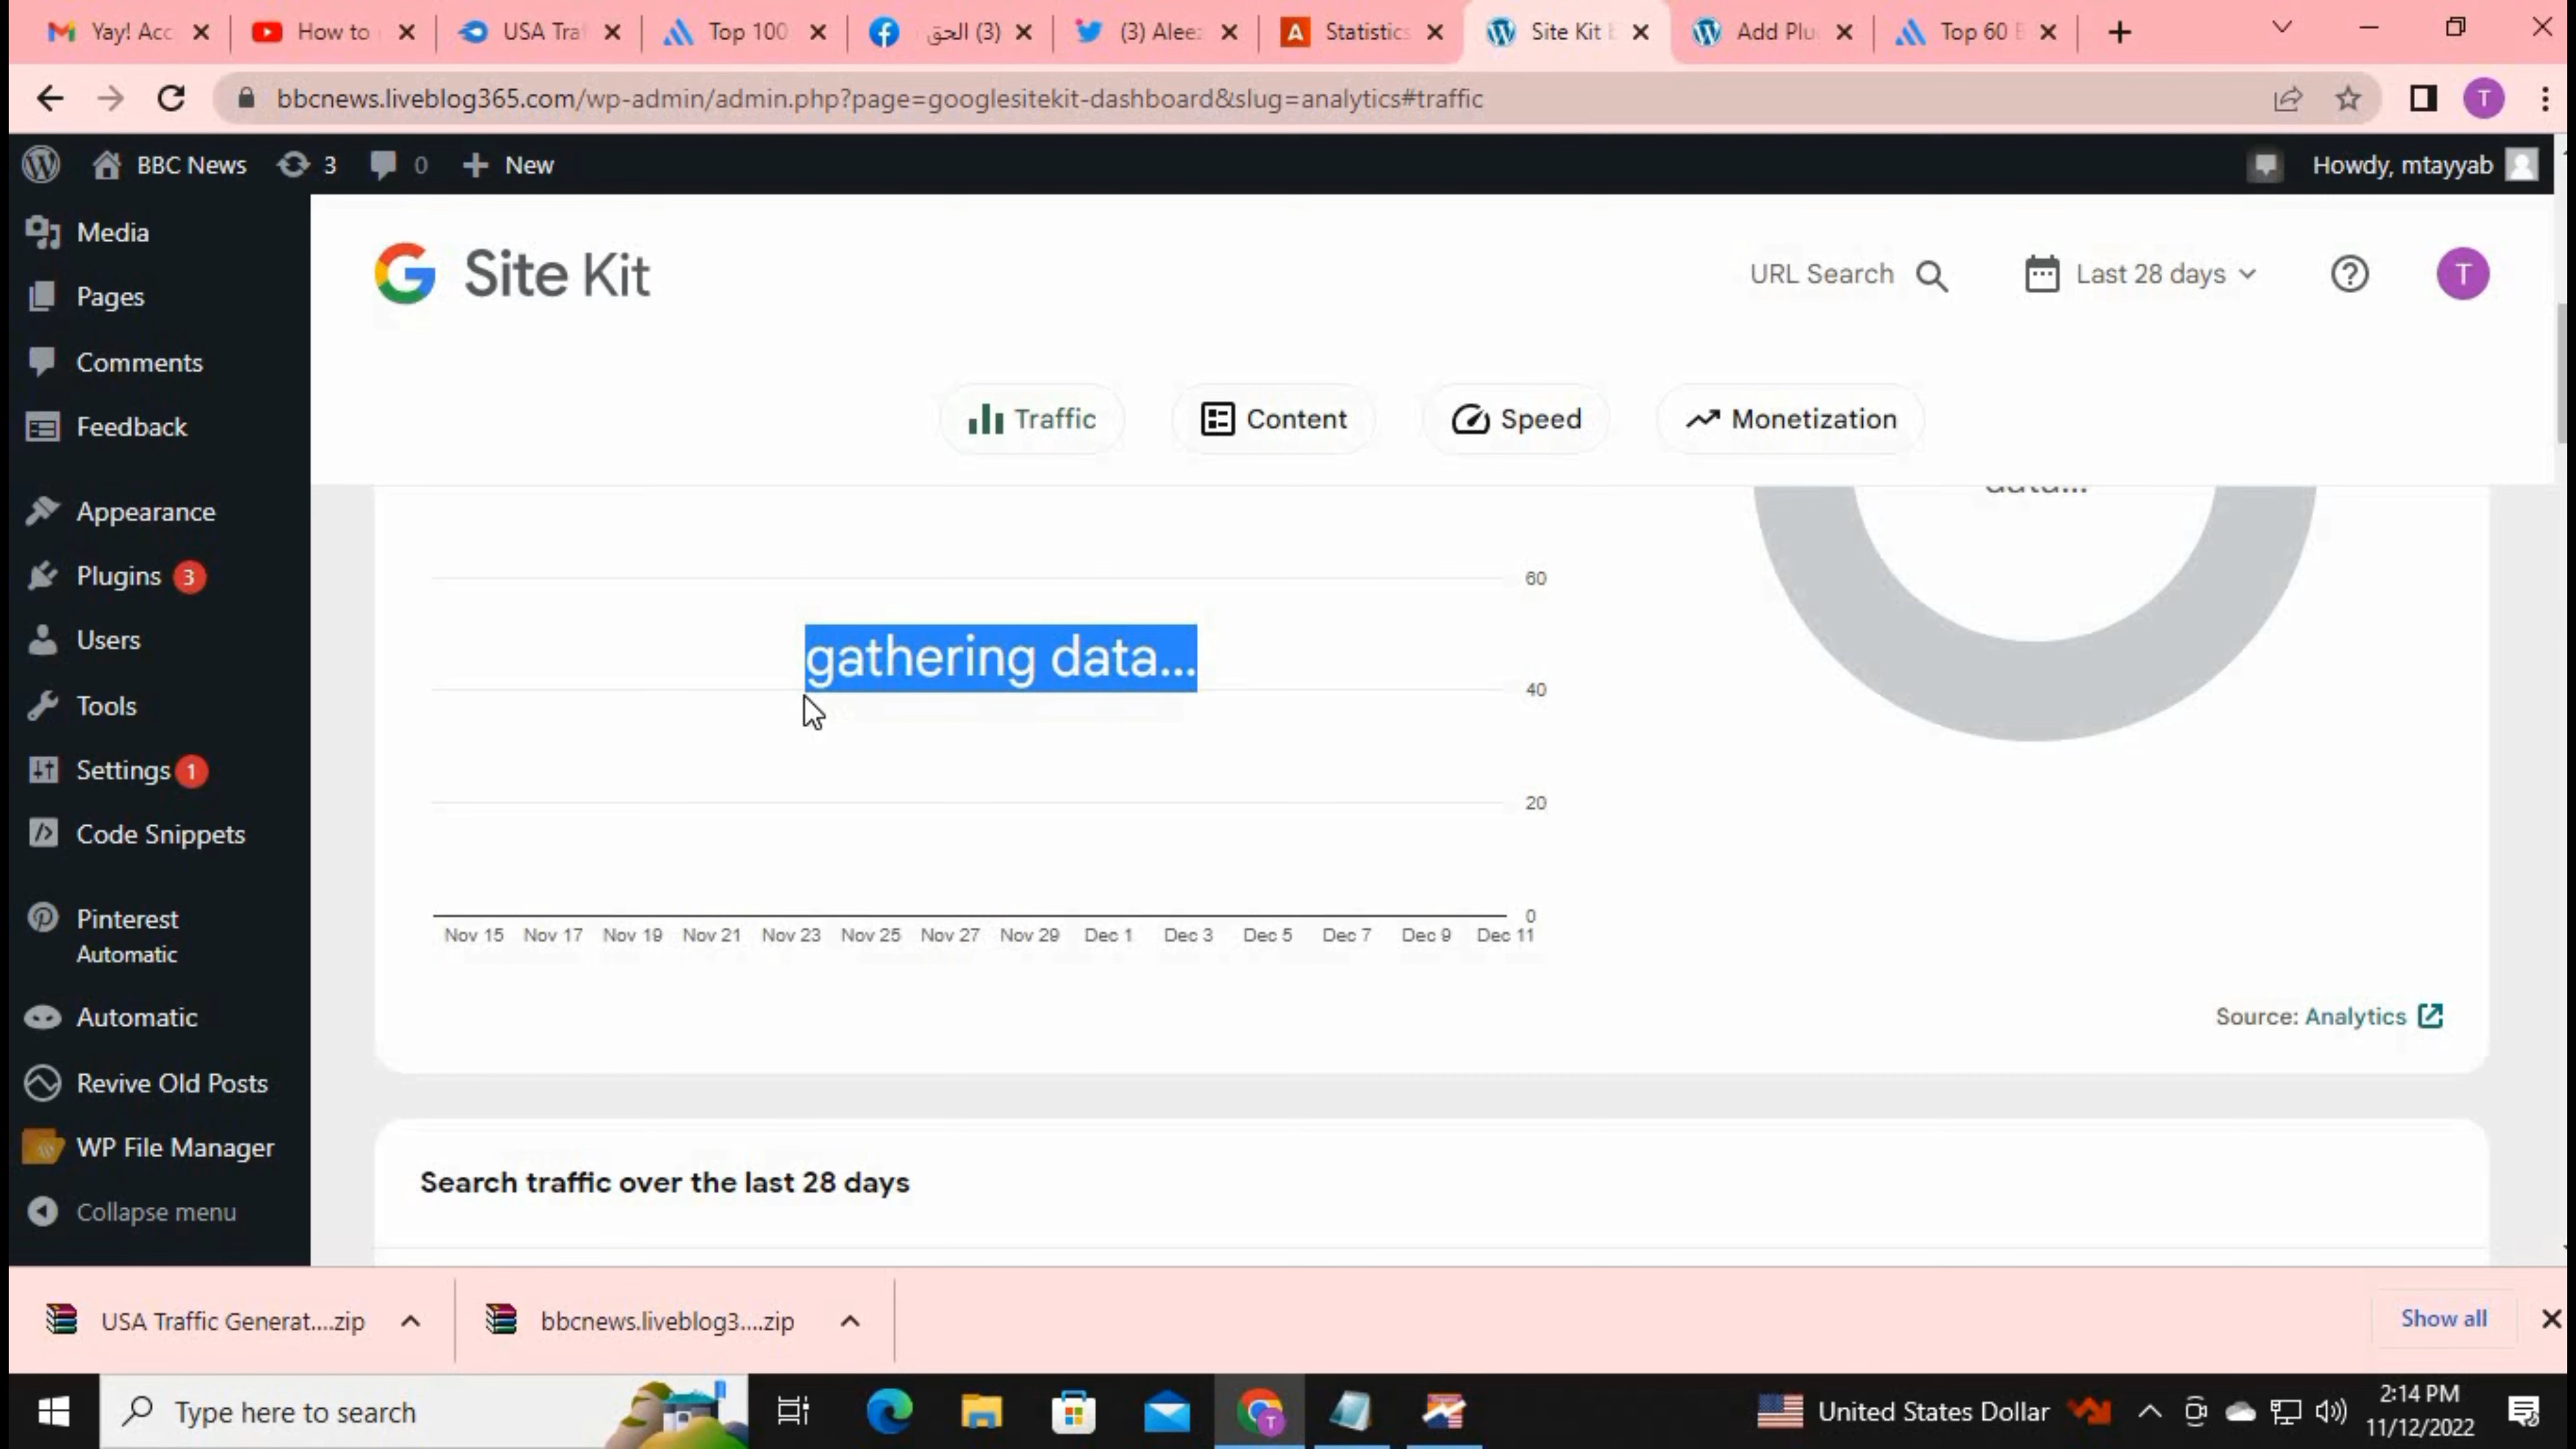 Yay! Acc
How to
USA Tra
Top 100
(3) الحق
(3) Alee
Statistics
Site Kit
Add Plu
Top 60
bbcnews.liveblog365.com/wp-admin/admin.php?page=googlesitekit-dashboard&slug=analytics#traffic
T
BBC News
3
0
New
Howdy, mtayyab
Media
Pages
Comments
Feedback
Appearance
Plugins 3
Users
Tools
Settings 1
Code Snippets
Pinterest
Automatic
Automatic
Revive Old Posts
WP File Manager
Collapse menu
G Site Kit
URL Search
Last 28 days
T
Traffic
Content
Speed
Monetization
60
gathering data...
40
20
0
Nov 15 Nov 17 Nov 19 Nov 21 Nov 23 Nov 25 Nov 27 Nov 29 Dec 1 Dec 3 Dec 5 Dec 7 Dec 9 Dec 11
Source: Analytics
Search traffic over the last 28 days
USA Traffic Generat....zip
bbcnews.liveblog3....zip
Show all
Type here to search
United States Dollar
2:14 PM
11/12/2022